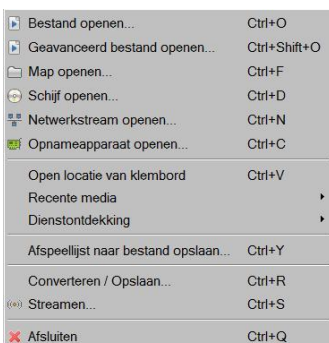 Bestand openen... Ctrl+O
Geavanceerd bestand openen... Ctrl+Shift+O
Map openen... Ctrl+F
Schijf openen... Ctrl+D
Netwerkstream openen... Ctrl+N
Opnameapparaat openen... Ctrl+C
Open locatie van klembord Ctrl+V
Recente media
Dienstontdekking
Afspeellijst naar bestand opslaan... Ctrl+Y
Converteren / Opslaan... Ctrl+R
Streamen... Ctrl+S
Afsluiten Ctrl+Q